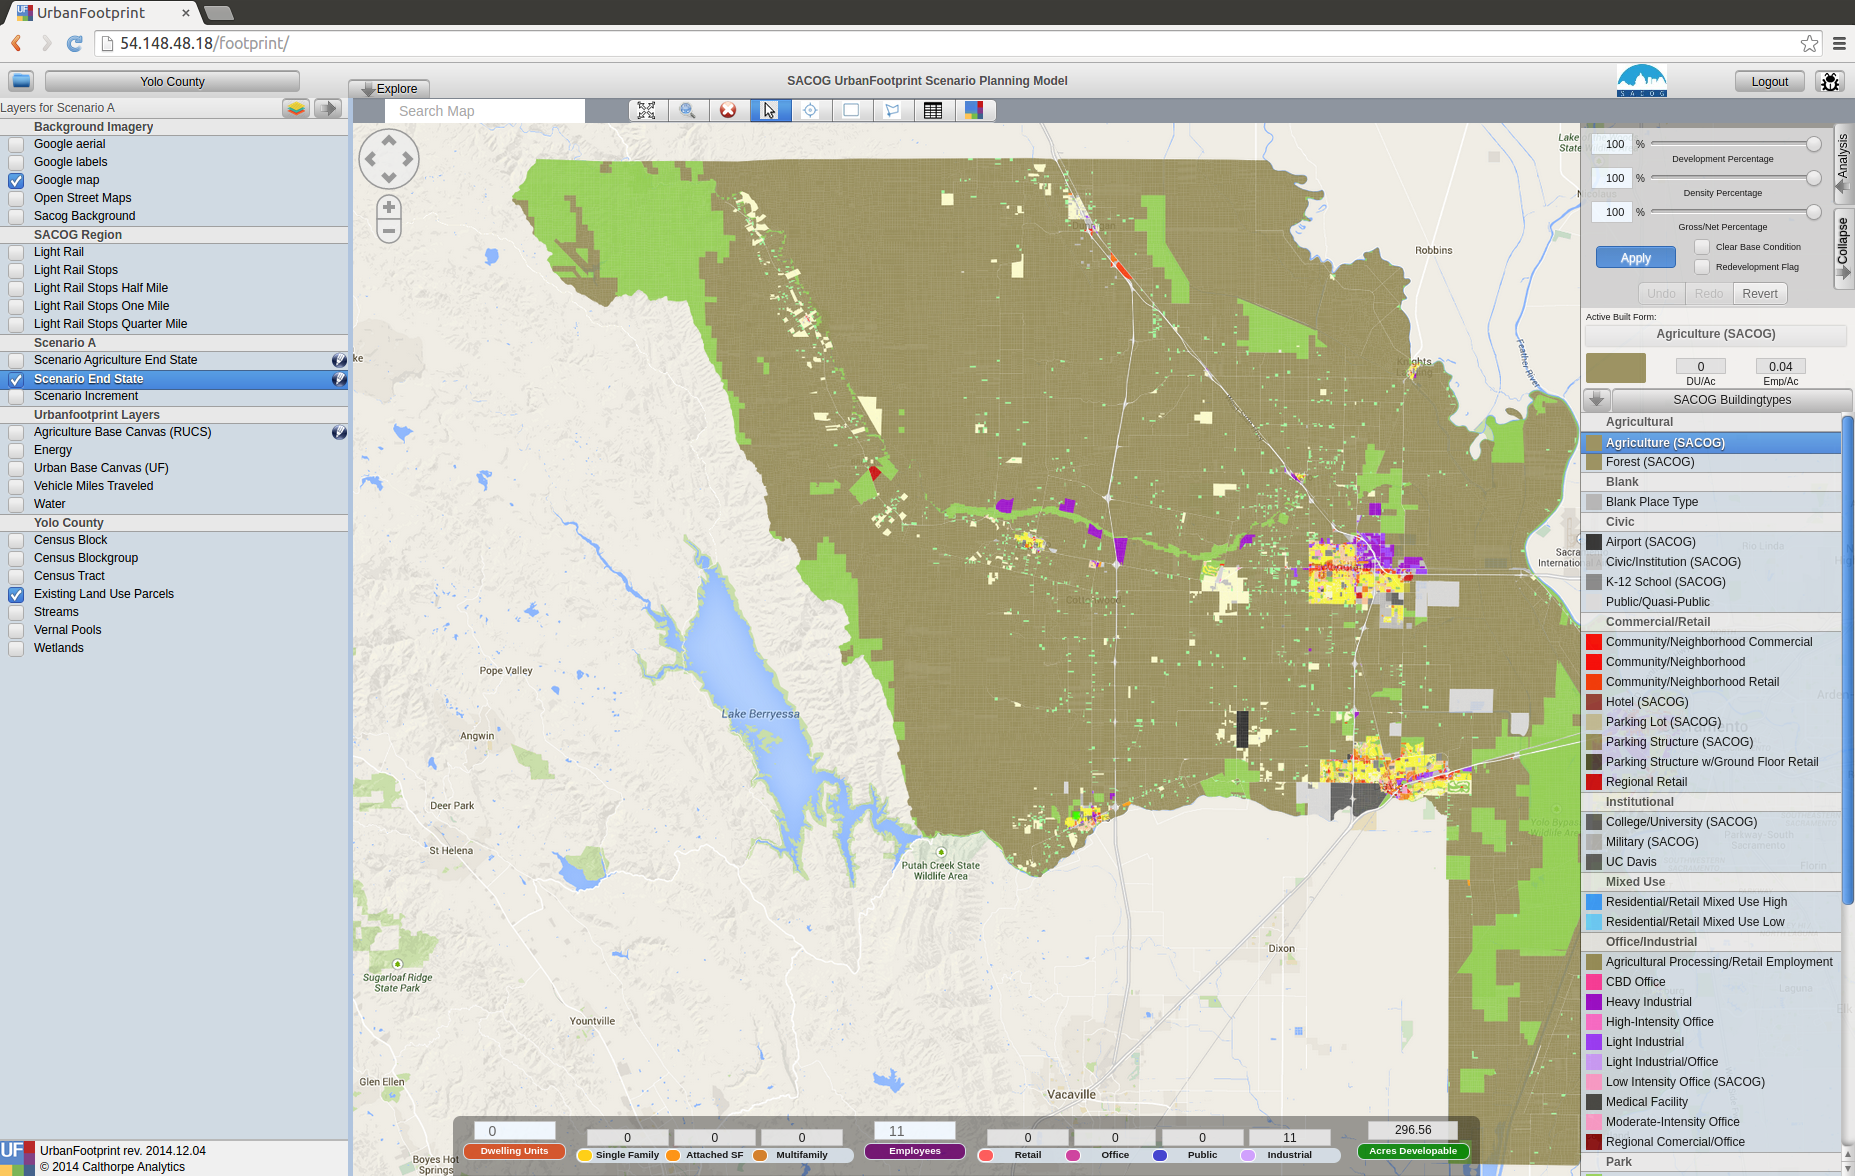 UrbanFootprint
54.148.48.18/footprint/
Yolo County
Explore
SACOG UrbanFootprint Scenario Planning Model
SACOG
Logout
Layers for Scenario A
Search Map
Background Imagery
Google aerial
Google labels
Google map
Open Street Maps
Sacog Background
SACOG Region
Light Rail
Light Rail Stops
Light Rail Stops Half Mile
Light Rail Stops One Mile
Light Rail Stops Quarter Mile
Scenario A
Scenario Agriculture End State
Scenario End State
Scenario Increment
Urbanfootprint Layers
Agriculture Base Canvas (RUCS)
Energy
Urban Base Canvas (UF)
Vehicle Miles Traveled
Water
Yolo County
Census Block
Census Blockgroup
Census Tract
Existing Land Use Parcels
Streams
Vernal Pools
Wetlands
UF
UrbanFootprint rev. 2014.12.04
© 2014 Calthorpe Analytics
Robbins
Feather River
Knights
Pope Valley
Lake Berryessa
Angwin
Deer Park
St Helena
Putah Creek State
Wildlife Area
Sugarloaf Ridge
State Park
Yountville
Glen Ellen
Boyes Hot
Springs
Dixon
Vacaville
100 %
Development Percentage
100 %
Density Percentage
100 %
Gross/Net Percentage
Analysis
Collapse
Apply
Clear Base Condition
Redevelopment Flag
Undo
Redo
Revert
Active Built Form:
Agriculture (SACOG)
0
DU/Ac
0.04
Emp/Ac
SACOG Buildingtypes
Agricultural
Agriculture (SACOG)
Forest (SACOG)
Blank
Blank Place Type
Civic
Airport (SACOG)
Civic/Institution (SACOG)
K-12 School (SACOG)
Public/Quasi-Public
Commercial/Retail
Community/Neighborhood Commercial
Community/Neighborhood
Community/Neighborhood Retail
Hotel (SACOG)
Parking Lot (SACOG)
Parking Structure (SACOG)
Parking Structure w/Ground Floor Retail
Regional Retail
Institutional
College/University (SACOG)
Military (SACOG)
UC Davis
Mixed Use
Residential/Retail Mixed Use High
Residential/Retail Mixed Use Low
Office/Industrial
Agricultural Processing/Retail Employment
CBD Office
Heavy Industrial
High-Intensity Office
Light Industrial
Light Industrial/Office
Low Intensity Office (SACOG)
Medical Facility
Moderate-Intensity Office
Regional Comercial/Office
Park
0
Dwelling Units
0
Single Family
0
Attached SF
0
Multifamily
11
Employees
0
Retail
0
Office
0
Public
11
Industrial
296.56
Acres Developable